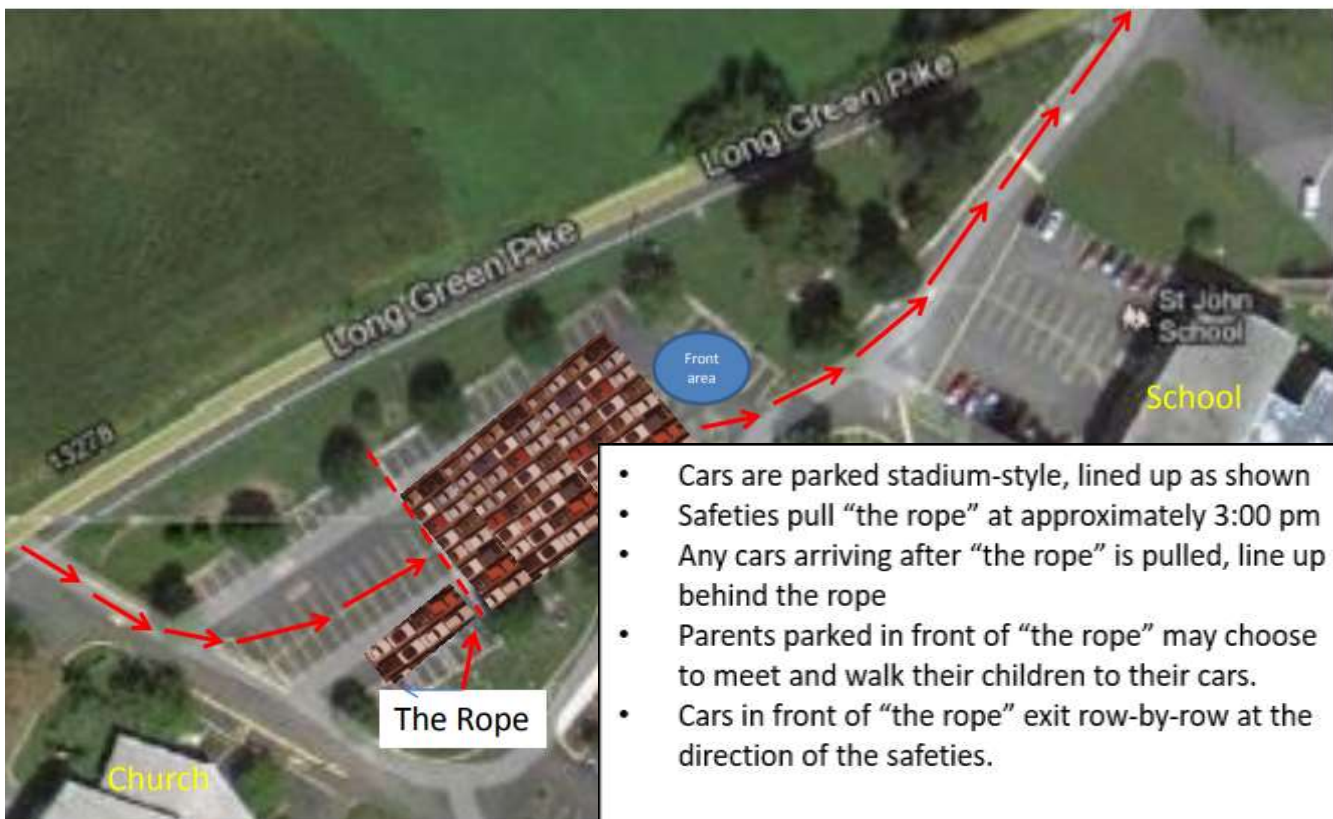 Long Green Pike
Long Green Pike
Front
area
St John
School
School
• Cars are parked stadium-style, lined up as shown
• Safeties pull “the rope” at approximately 3:00 pm
• Any cars arriving after “the rope” is pulled, line up
behind the rope
• Parents parked in front of “the rope” may choose
to meet and walk their children to their cars.
• Cars in front of “the rope” exit row-by-row at the
direction of the safeties.
The Rope
Church